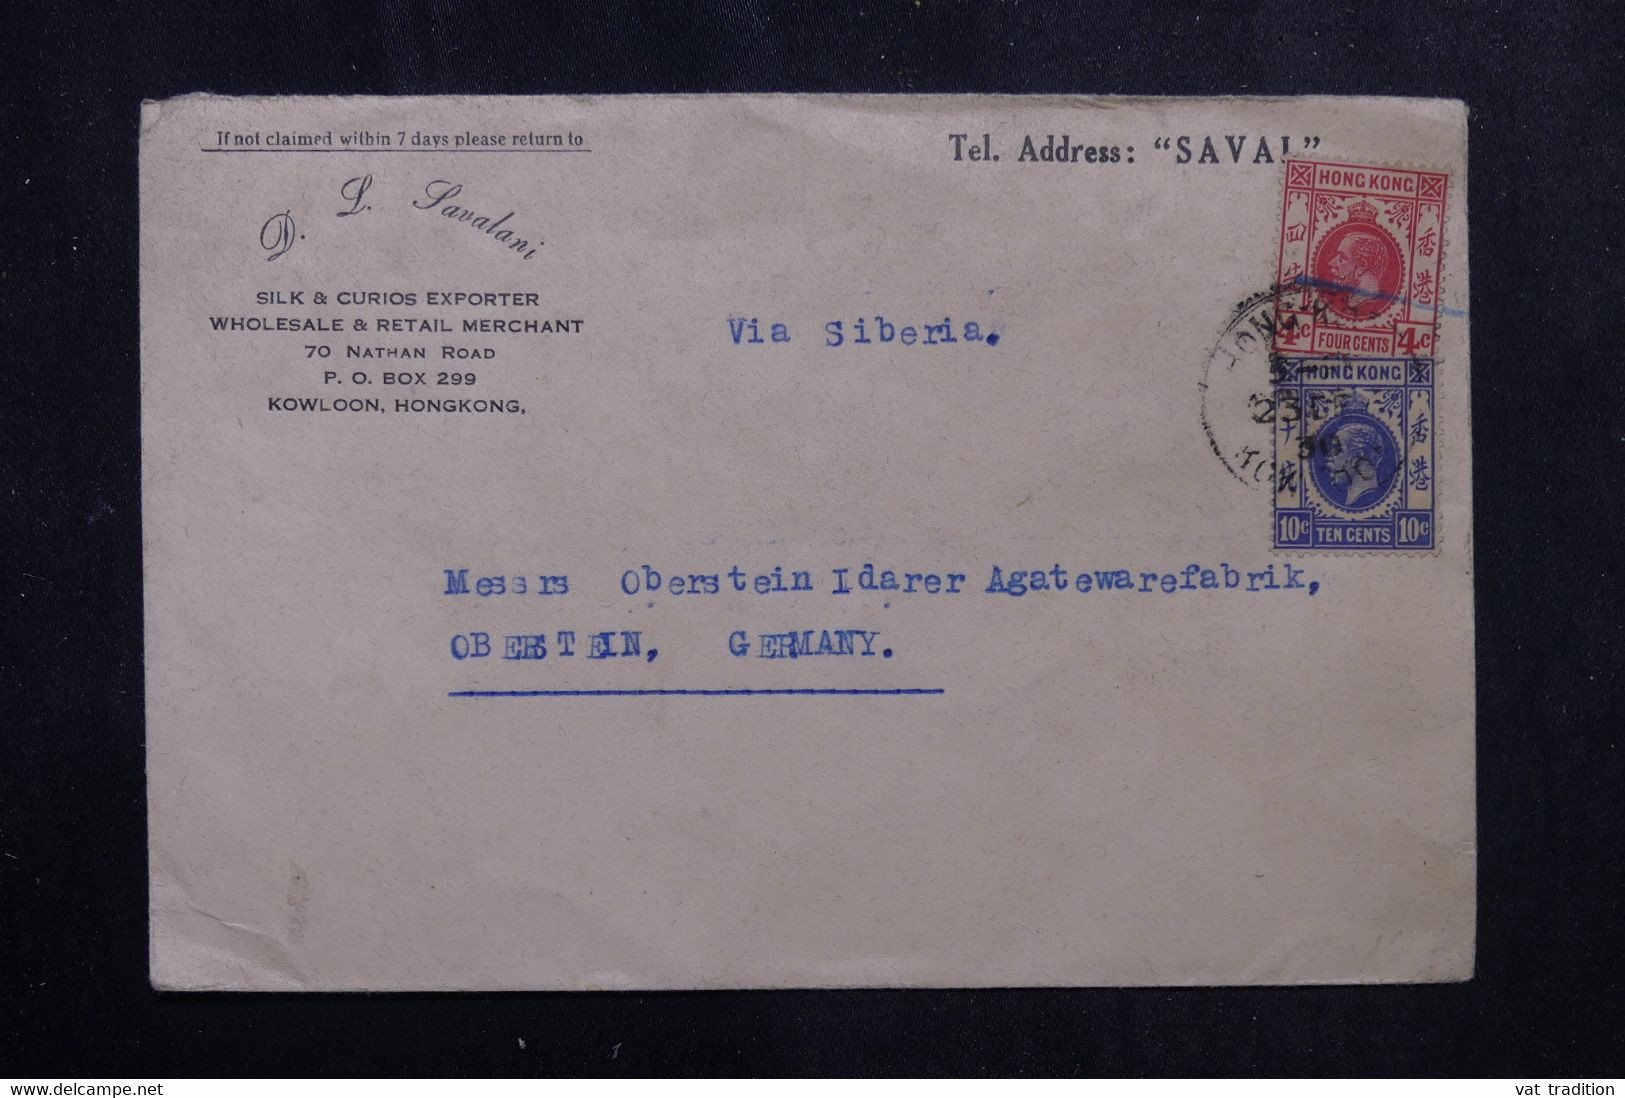 If not claimed within 7 days please return to
D. L. Savalani
SILK & CURIOS EXPORTER
WHOLESALE & RETAIL MERCHANT
70 NATHAN ROAD
P. O. BOX 299
KOWLOON, HONGKONG,
Tel. Address: "SAVAL"
HONG KONG
四
香
港
4c FOUR CENTS 4c
HONG KONG
香
港
10c TEN CENTS 10c
Via Siberia.
Messrs Oberstein Idarer Agatewarefabrik,
OBERSTEIN, GERMANY.
www.delcampe.net
vat_tradition